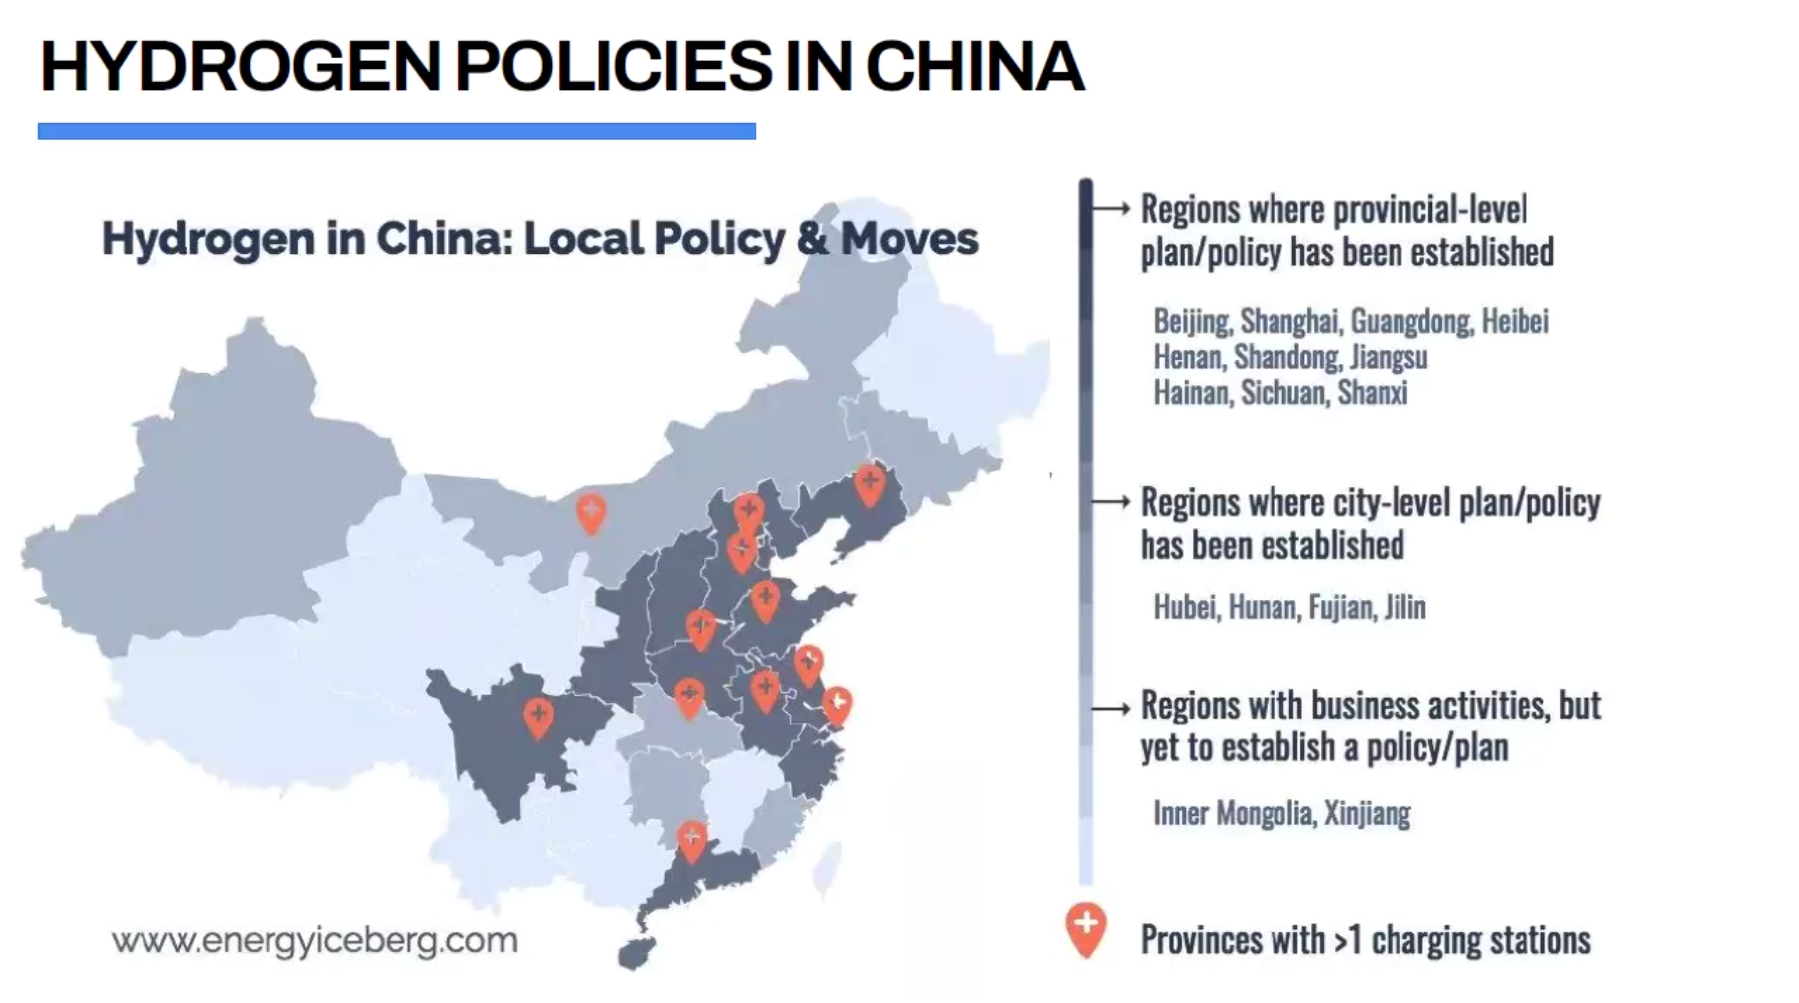 HYDROGEN POLICIES IN CHINA
Hydrogen in China: Local Policy & Moves
Regions where provincial-level
plan/policy has been established
Beijing, Shanghai, Guangdong, Heibei
Henan, Shandong, Jiangsu
Hainan, Sichuan, Shanxi
Regions where city-level plan/policy
has been established
Hubei, Hunan, Fujian, Jilin
Regions with business activities, but
yet to establish a policy/plan
Inner Mongolia, Xinjiang
Provinces with >1 charging stations
www.energyiceberg.com